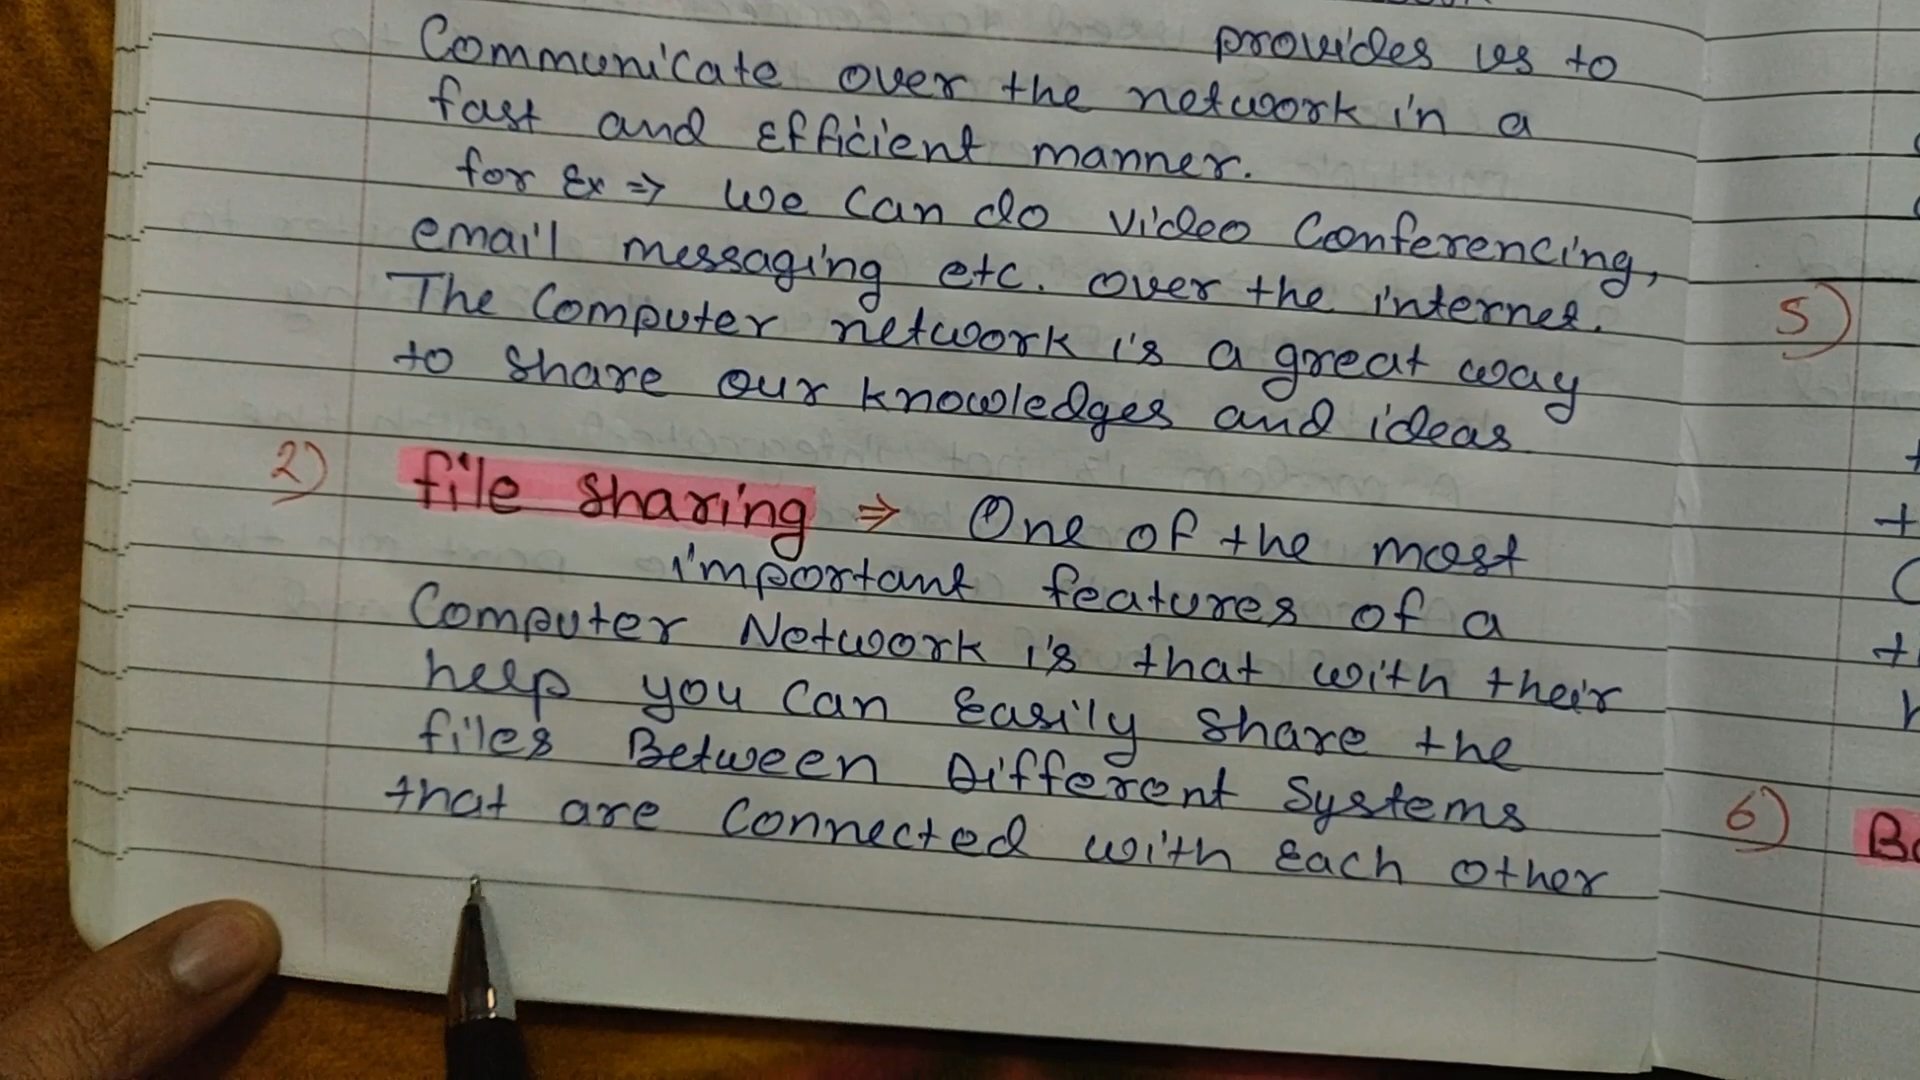 provides us to
Communicate over the network in a
fast and Efficient manner.
for Ex ⇒ we can do video Conferencing,
email messaging etc. over the internet.
The Computer network is a great way
to share our knowledges and ideas
2) file sharing ⇒ One of the most
important features of a
Computer Network is that with their
help you can Easily share the
files Between Different Systems
that are Connected with Each other
5)
6) B